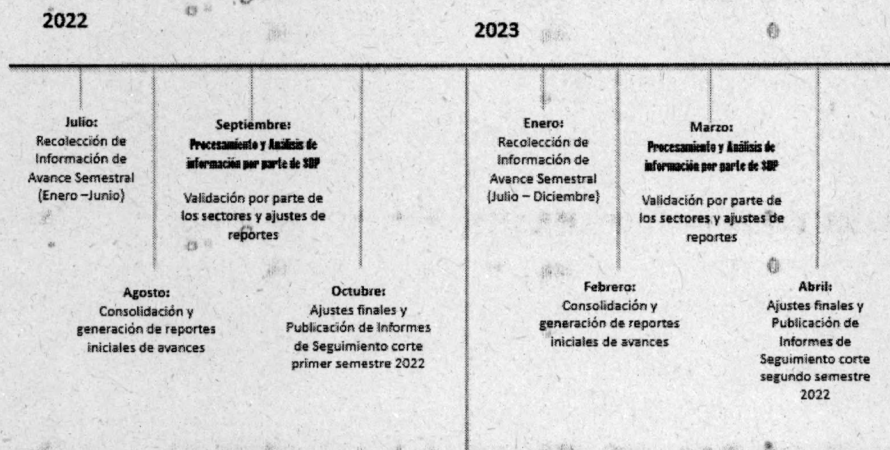 2022
2023
Julio:
Recolección de
Información de
Avance Semestral
(Enero –Junio)
Septiembre:
Procesamiento y Análisis de
información por parte de SDP
Validación por parte de
los sectores y ajustes de
reportes
Enero:
Recolección de
Información de
Avance Semestral
(Julio – Diciembre)
Marzo:
Procesamiento y Análisis de
información por parte de SDP
Validación por parte de
los sectores y ajustes de
reportes
Agosto:
Consolidación y
generación de reportes
iniciales de avances
Octubre:
Ajustes finales y
Publicación de Informes
de Seguimiento corte
primer semestre 2022
Febrero:
Consolidación y
generación de reportes
iniciales de avances
Abril:
Ajustes finales y
Publicación de
Informes de
Seguimiento corte
segundo semestre
2022